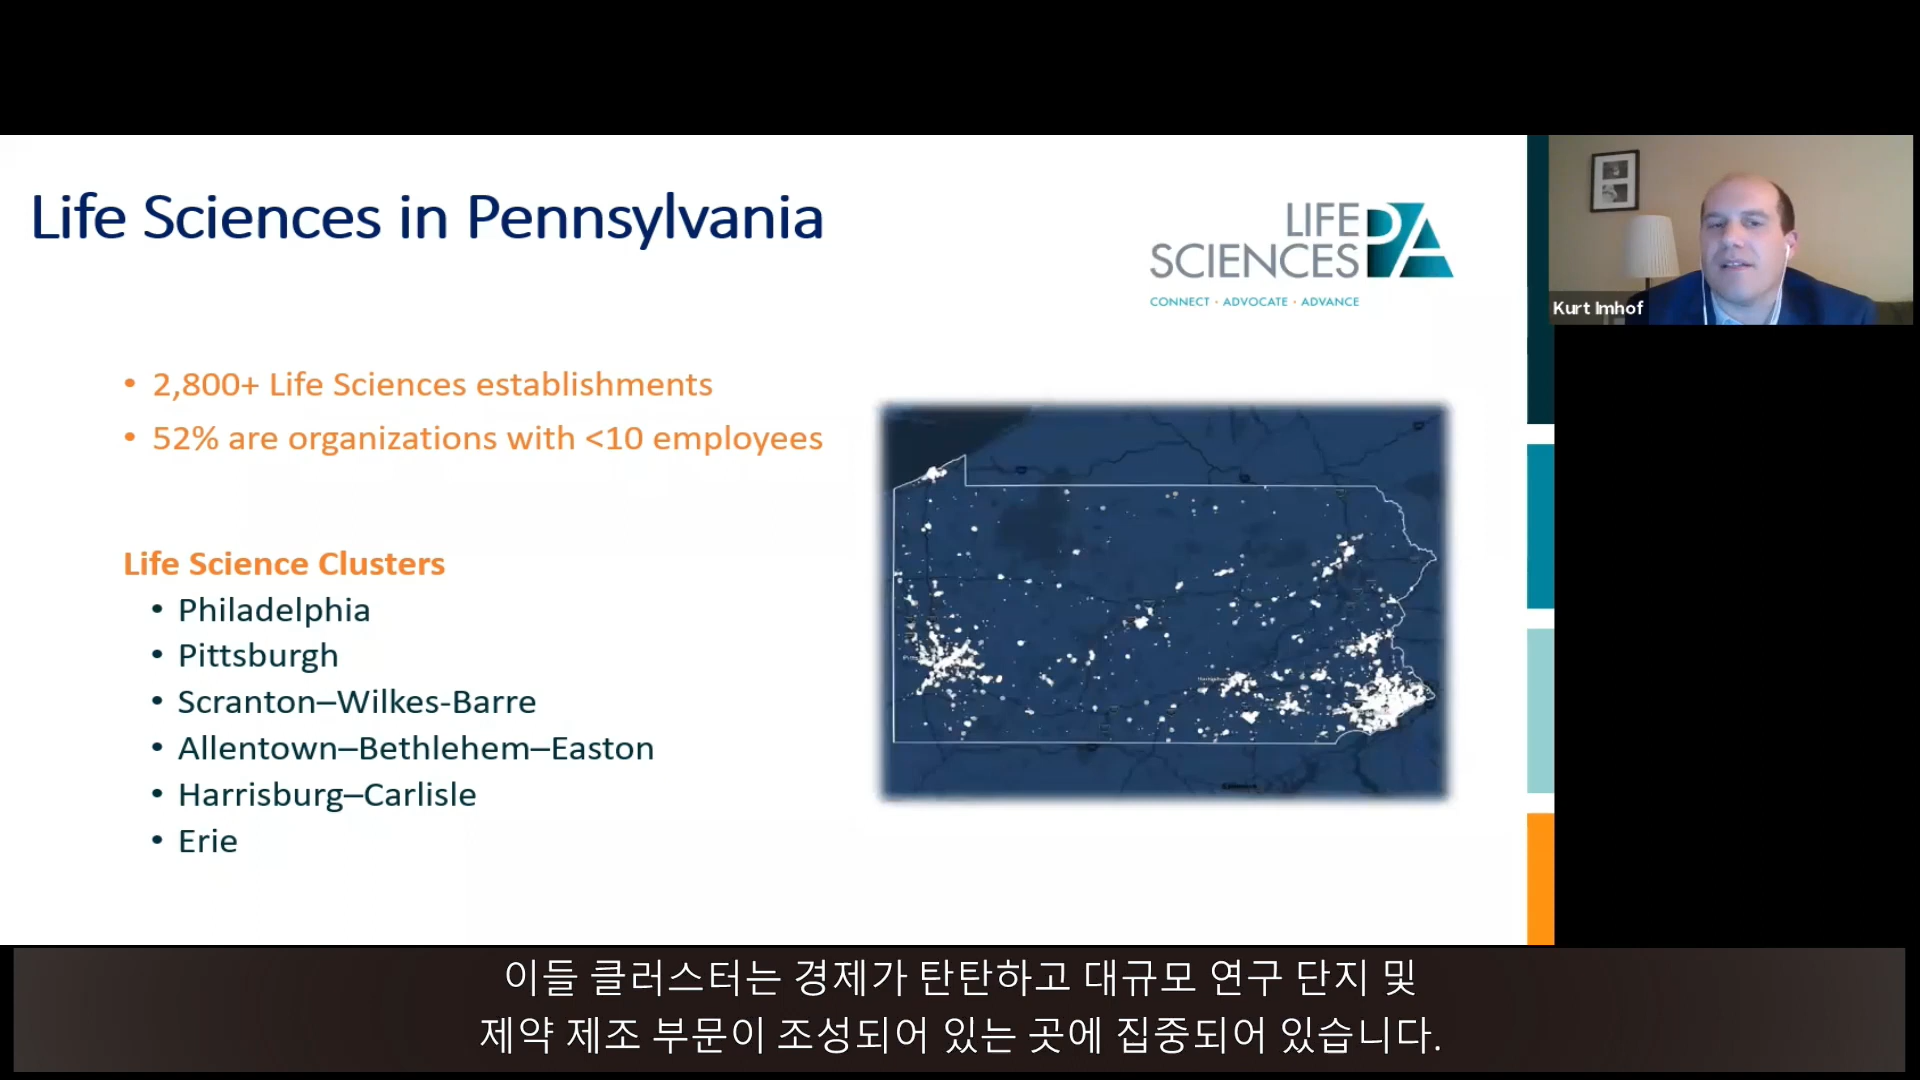 Life Sciences in Pennsylvania
LIFE
SCIENCES
PA
CONNECT · ADVOCATE · ADVANCE
Kurt Imhof
• 2,800+ Life Sciences establishments
• 52% are organizations with <10 employees
Life Science Clusters
• Philadelphia
• Pittsburgh
• Scranton–Wilkes-Barre
• Allentown–Bethlehem–Easton
• Harrisburg–Carlisle
• Erie
이들 클러스터는 경제가 탄탄하고 대규모 연구 단지 및
제약 제조 부문이 조성되어 있는 곳에 집중되어 있습니다.